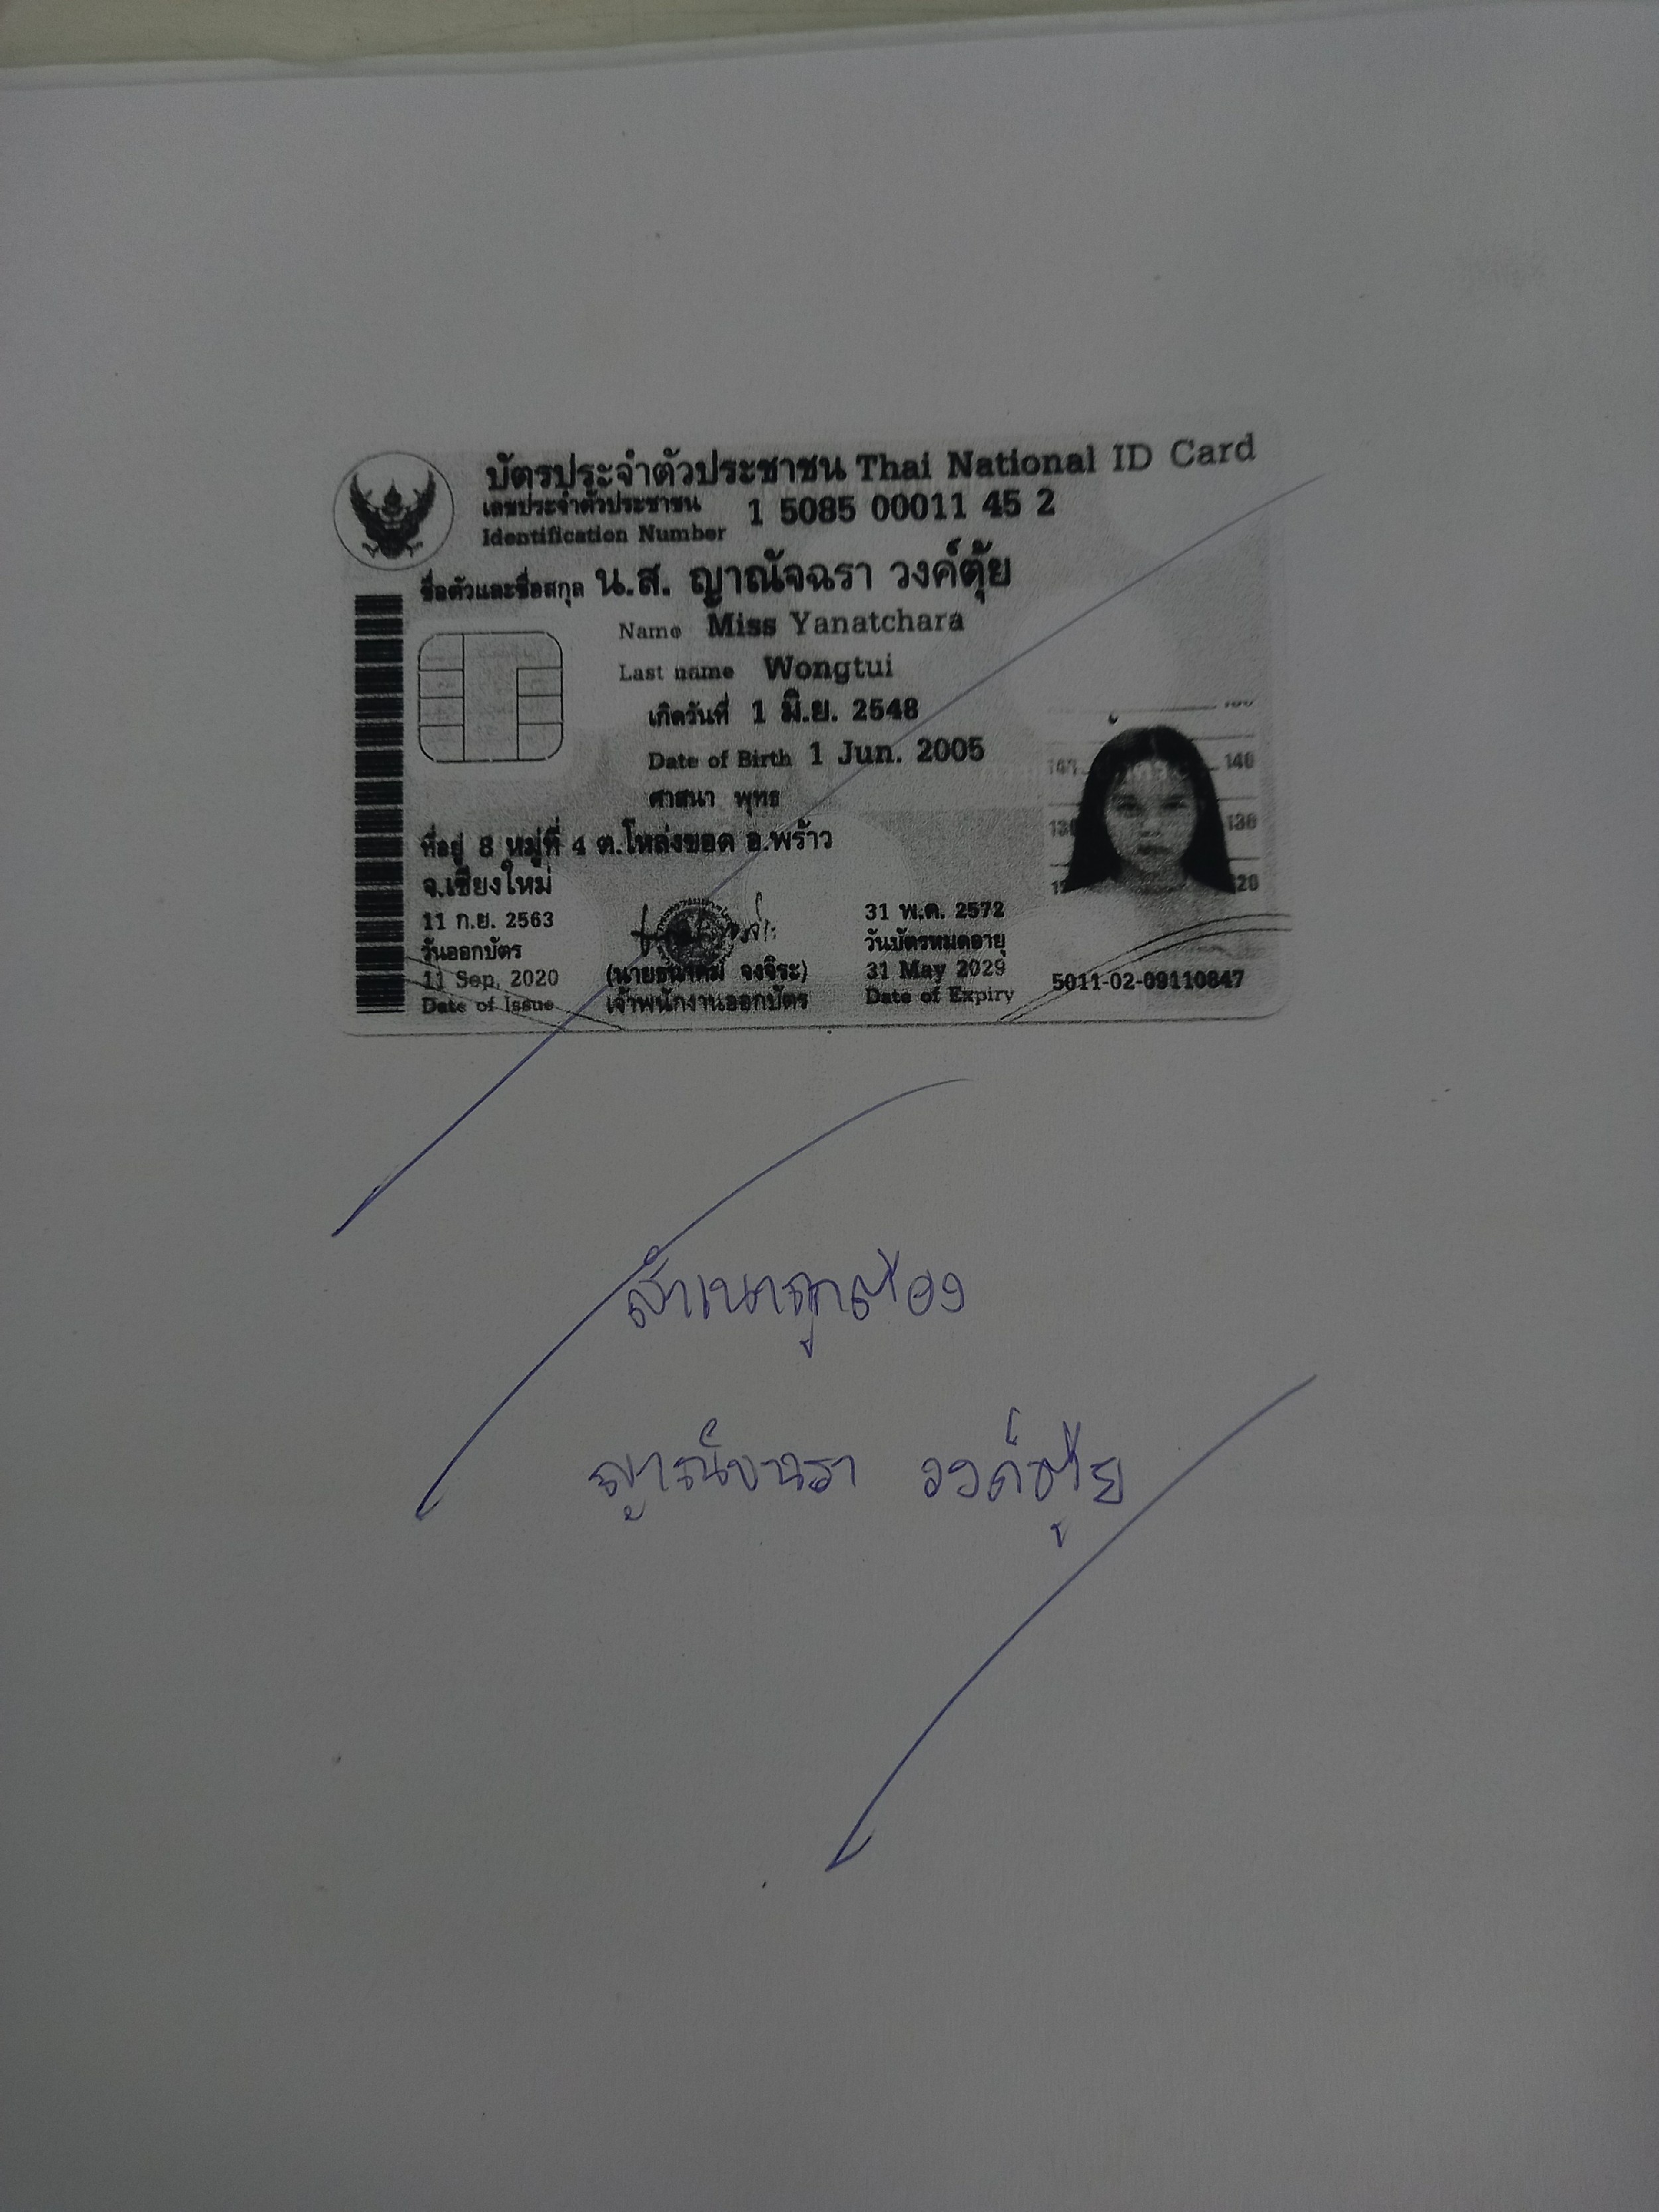 บัตรประจำตัวประชาชน Thai National ID Card
เลขประจำตัวประชาชน
Identification Number
1 5085 00011 45 2
ชื่อตัวและชื่อสกุล น.ส. ญาณัจฉรา วงค์ตุ้ย
Name Miss Yanatchara
Last name Wongtui
เกิดวันที่ 1 มิ.ย. 2548
Date of Birth 1 Jun. 2005
ศาสนา พุทธ
ที่อยู่ 8 หมู่ที่ 4 ต.โหล่งขอด อ.พร้าว
จ.เชียงใหม่
11 ก.ย. 2563
วันออกบัตร
11 Sep. 2020
Date of Issue
จงจิระ)
เจ้าพนักงานออกบัตร
31 พ.ค. 2572
วันบัตรหมดอายุ
31 May 2029
Date of Expiry
140
130
5011-02-09110847
สำเนาถูกต้อง
ญาณัจฉรา วงค์ตุ้ย